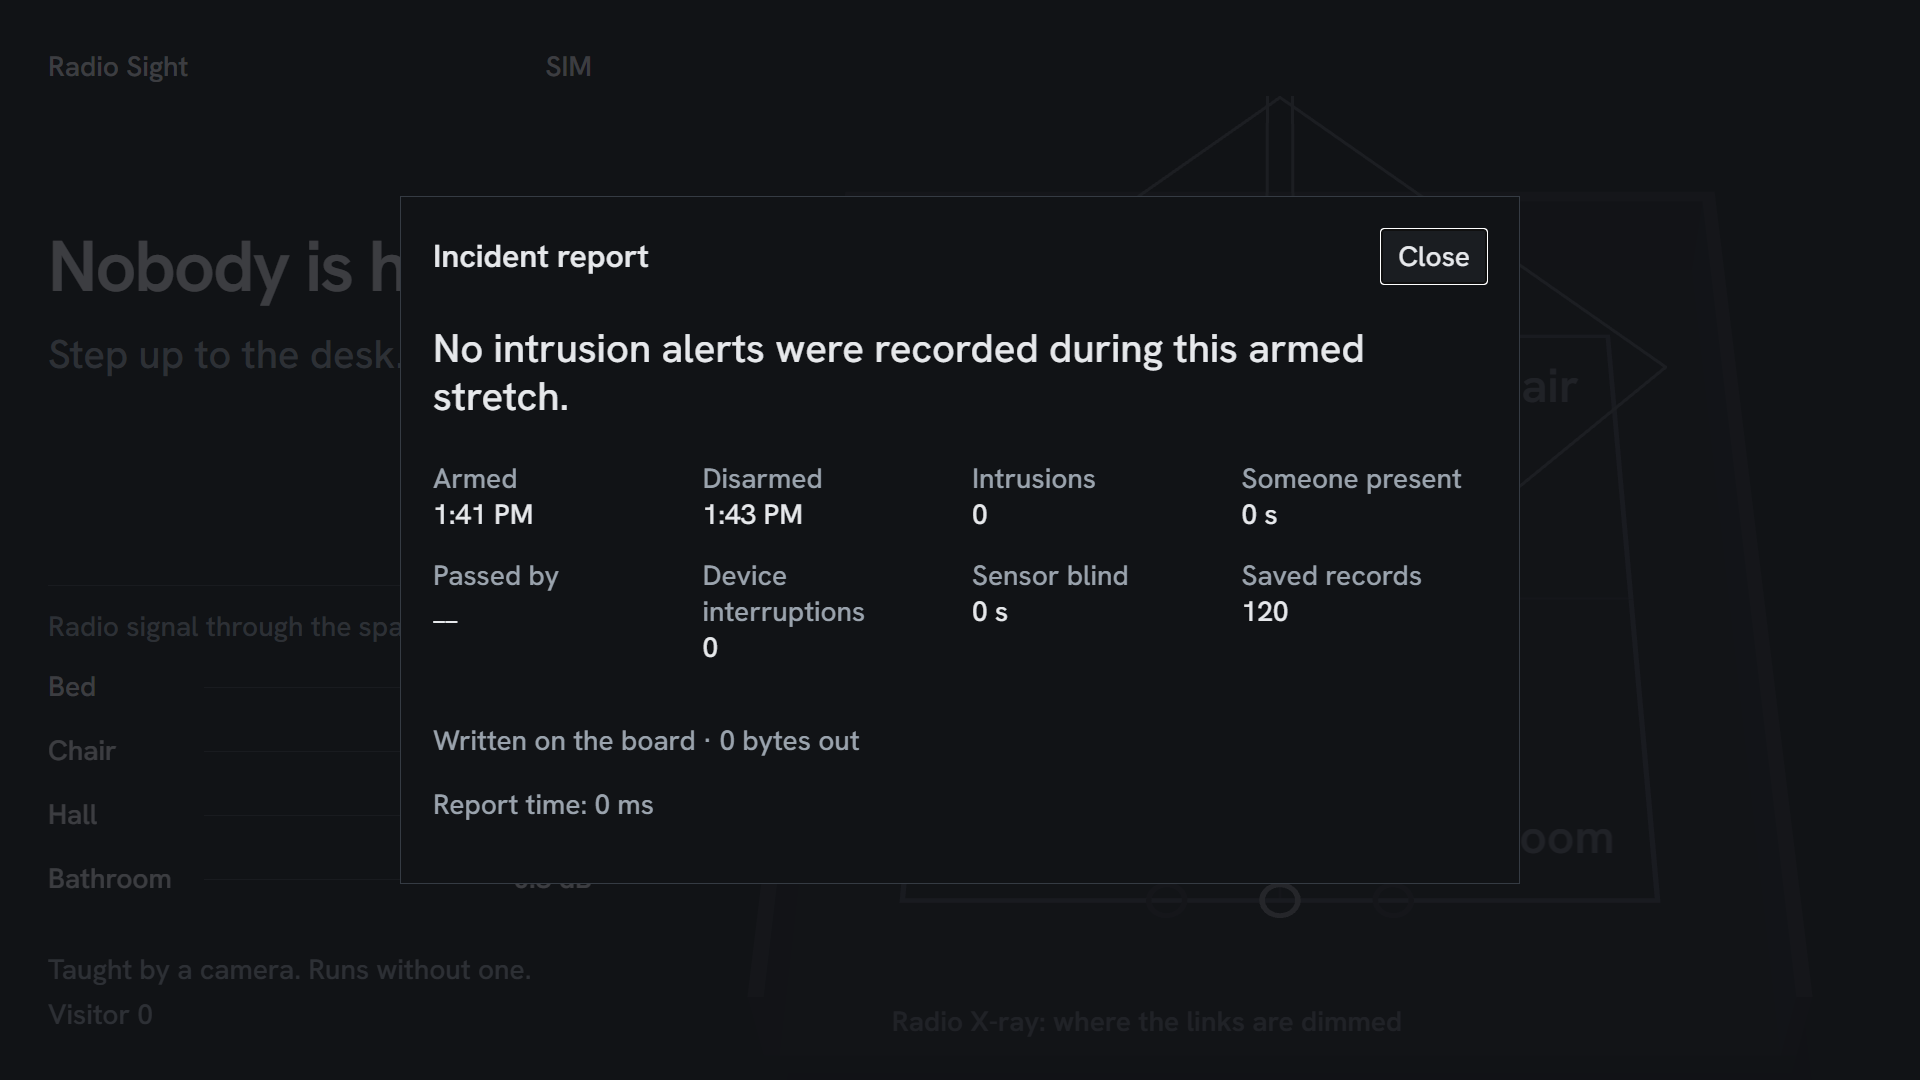 Radio Sight
SIM
Nobody is h
Step up to the desk.
Incident report
Close
No intrusion alerts were recorded during this armed
stretch.
Armed
1:41 PM
Disarmed
1:43 PM
Intrusions
0
Someone present
0 s
Passed by
__
Device
interruptions
0
Sensor blind
0 s
Saved records
120
Written on the board · 0 bytes out
Report time: 0 ms
Radio signal through the spa
Bed
Chair
Hall
Bathroom
air
oom
Taught by a camera. Runs without one.
Visitor 0
Radio X-ray: where the links are dimmed